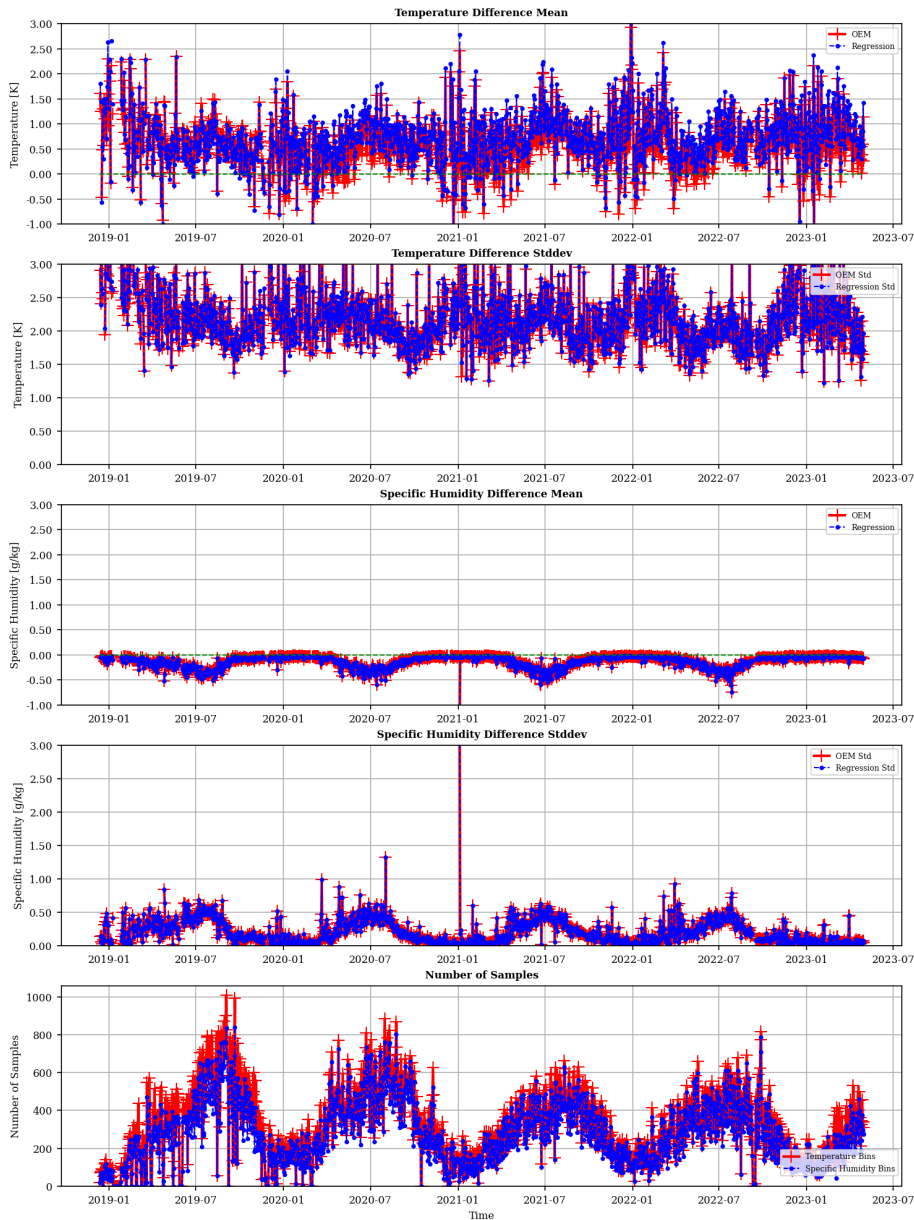 Temperature Difference Mean
3.00
2.50
2.00
1.50
1.00
0.50
0.00
-0.50
-1.00
Temperature [K]
OEM
Regression
2019-01 2019-07 2020-01 2020-07 2021-01 2021-07 2022-01 2022-07 2023-01 2023-07
Temperature Difference Stddev
3.00
2.50
2.00
1.50
1.00
0.50
0.00
Temperature [K]
OEM Std
Regression Std
2019-01 2019-07 2020-01 2020-07 2021-01 2021-07 2022-01 2022-07 2023-01 2023-07
Specific Humidity Difference Mean
3.00
2.50
2.00
1.50
1.00
0.50
0.00
-0.50
-1.00
Specific Humidity [g/kg]
OEM
Regression
2019-01 2019-07 2020-01 2020-07 2021-01 2021-07 2022-01 2022-07 2023-01 2023-07
Specific Humidity Difference Stddev
3.00
2.50
2.00
1.50
1.00
0.50
0.00
Specific Humidity [g/kg]
OEM Std
Regression Std
2019-01 2019-07 2020-01 2020-07 2021-01 2021-07 2022-01 2022-07 2023-01 2023-07
Number of Samples
1000
800
600
400
200
0
Number of Samples
Temperature Bins
Specific Humidity Bins
2019-01 2019-07 2020-01 2020-07 2021-01 2021-07 2022-01 2022-07 2023-01 2023-07
Time